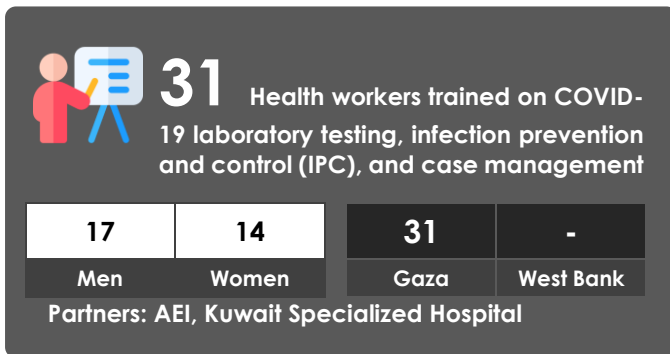 31 Health workers trained on COVID-
19 laboratory testing, infection prevention
and control (IPC), and case management
17 14 31 -
Men Women Gaza West Bank
Partners: AEI, Kuwait Specialized Hospital